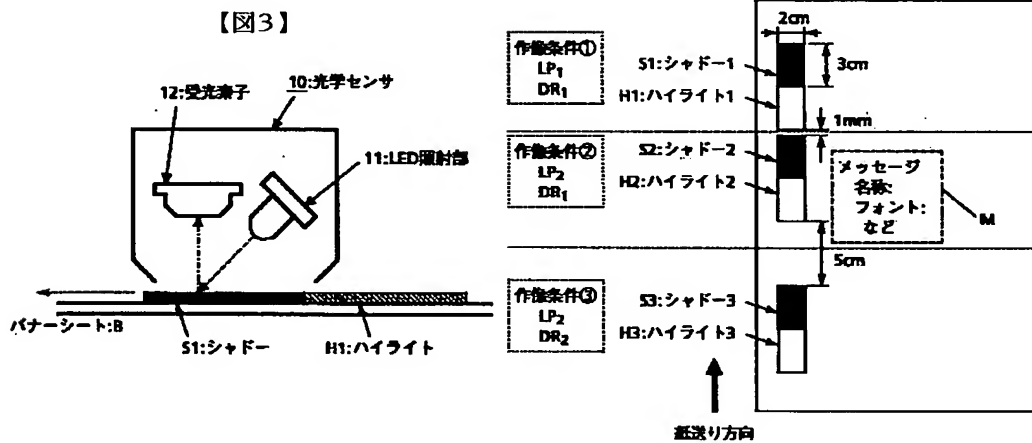 【図3】
12:受光素子
10:光学センサ
11:LED照射部
バナーシート:B
S1:シャドー
H1:ハイライト
作像条件①
LP₁
DR₁
S1:シャドー1
H1:ハイライト1
2cm
3cm
1mm
作像条件②
LP₂
DR₁
S2:シャドー2
H2:ハイライト2
メッセージ
名称:
フォント:
など
M
5cm
作像条件③
LP₂
DR₂
S3:シャドー3
H3:ハイライト3
紙送り方向